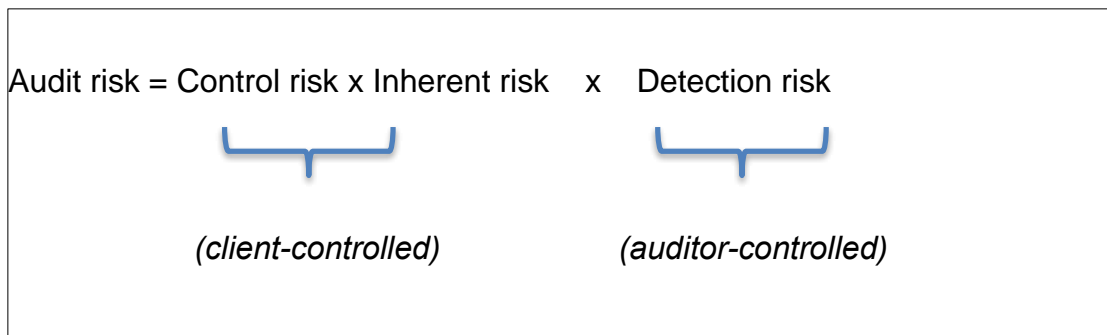 Audit risk = Control risk x Inherent risk x Detection risk
(client-controlled) (auditor-controlled)